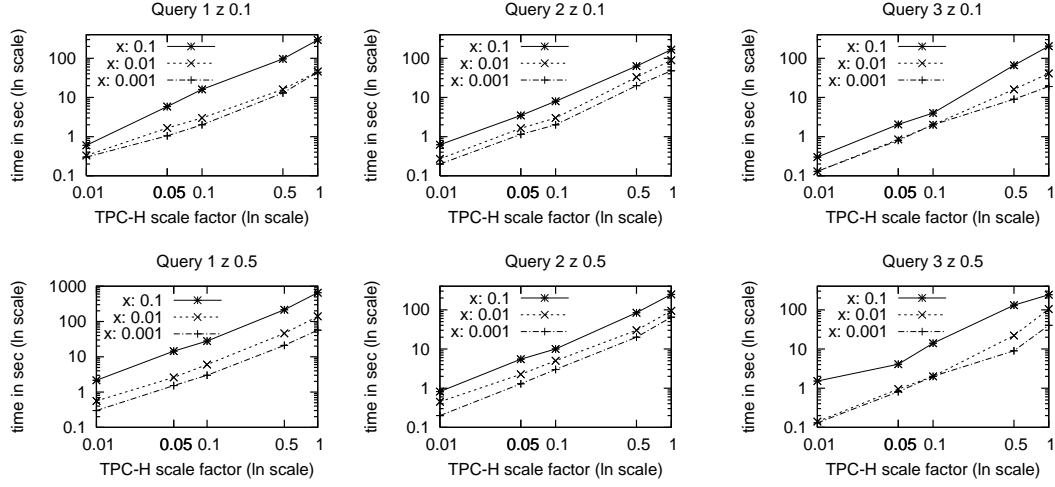 Query 1 z 0.1
time in sec (ln scale)
100
10
1
0.1
x: 0.1
x: 0.01
x: 0.001
0.01 0.05 0.1 0.5 1
TPC-H scale factor (ln scale)
Query 2 z 0.1
time in sec (ln scale)
100
10
1
0.1
x: 0.1
x: 0.01
x: 0.001
0.01 0.05 0.1 0.5 1
TPC-H scale factor (ln scale)
Query 3 z 0.1
time in sec (ln scale)
100
10
1
0.1
x: 0.1
x: 0.01
x: 0.001
0.01 0.05 0.1 0.5 1
TPC-H scale factor (ln scale)
Query 1 z 0.5
time in sec (ln scale)
1000
100
10
1
0.1
x: 0.1
x: 0.01
x: 0.001
0.01 0.05 0.1 0.5 1
TPC-H scale factor (ln scale)
Query 2 z 0.5
time in sec (ln scale)
100
10
1
0.1
x: 0.1
x: 0.01
x: 0.001
0.01 0.05 0.1 0.5 1
TPC-H scale factor (ln scale)
Query 3 z 0.5
time in sec (ln scale)
100
10
1
0.1
x: 0.1
x: 0.01
x: 0.001
0.01 0.05 0.1 0.5 1
TPC-H scale factor (ln scale)